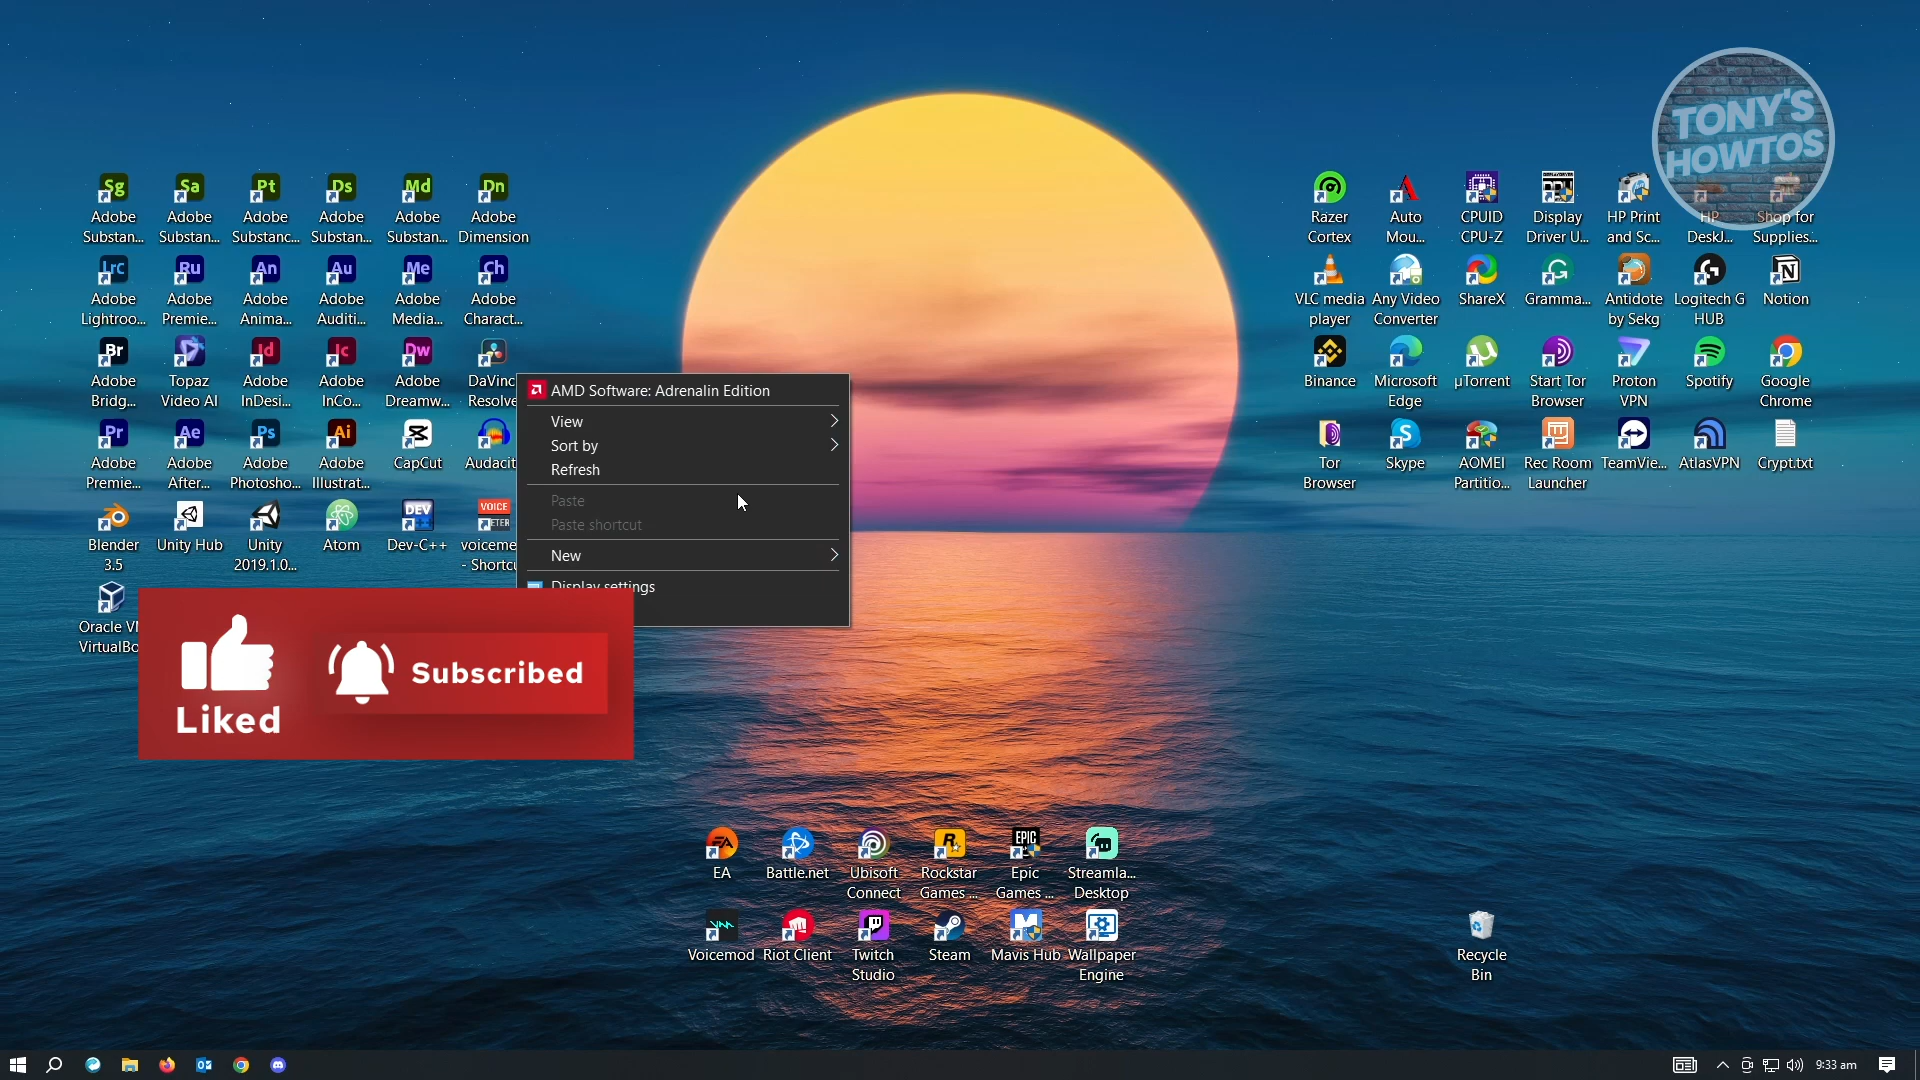 TONY'S
HOWTOS
Sg
Sa
Pt
Ds
Md
Dn
Adobe
Substan...
Adobe
Substan...
Adobe
Substanc...
Adobe
Substan...
Adobe
Substan...
Adobe
Dimension
Lrc
Ru
An
Au
Me
Ch
Adobe
Lightroo...
Adobe
Premie...
Adobe
Anima...
Adobe
Auditi...
Adobe
Media...
Adobe
Charact...
Br
Id
Ic
Dw
Adobe
Bridg...
Topaz
Video AI
Adobe
InDesi...
Adobe
InCo...
Adobe
Dreamw...
DaVinc
Resolve
Pr
Ae
Ps
Ai
Adobe
Premie...
Adobe
After...
Adobe
Photosho...
Adobe
Illustrat...
CapCut
Audacit
DEV
VOICE
Blender
3.5
Unity Hub
Unity
2019.1.0...
Atom
Dev-C++
voiceme
- Shortcu
Oracle VM
VirtualBo
AMD Software: Adrenalin Edition
View
Sort by
Refresh
Paste
Paste shortcut
New
Display settings
Liked
Subscribed
Razer
Cortex
Auto
Mou...
CPUID
CPU-Z
Display
Driver U...
HP Print
and Sc...
HP
DeskJ...
Shop for
Supplies...
VLC media
player
Any Video
Converter
ShareX
Gramma...
Antidote
by Sekg
Logitech G
HUB
Notion
Binance
Microsoft
Edge
µTorrent
Start Tor
Browser
Proton
VPN
Spotify
Google
Chrome
Tor
Browser
Skype
AOMEI
Partitio...
Rec Room
Launcher
TeamVie...
AtlasVPN
Crypt.txt
EA
EPIC
EA
Battle.net
Ubisoft
Connect
Rockstar
Games ...
Epic
Games ...
Streamla...
Desktop
Voicemod
Riot Client
Twitch
Studio
Steam
Mavis Hub
Wallpaper
Engine
Recycle
Bin
9:33 am